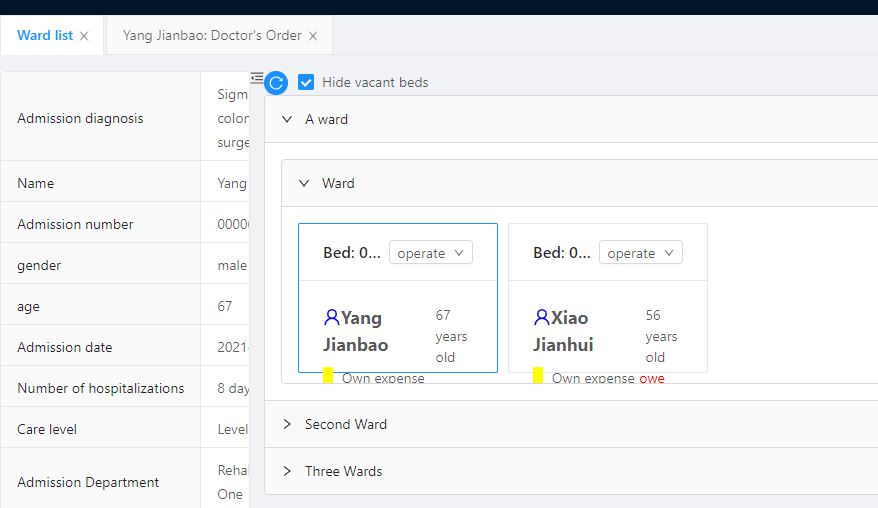 Ward list
Yang Jianbao: Doctor's Order
Admission diagnosis
Sigm
colon
surge
Name
Yang
Admission number
0000
gender
male
age
67
Admission date
2021-
Number of hospitalizations
8 day
Care level
Level
Admission Department
Reha
One
Hide vacant beds
A ward
Ward
Bed: 0... operate
Yang
Jianbao
67
years
old
Own expense
Bed: 0... operate
Xiao
Jianhui
56
years
old
Own expense owe
Second Ward
Three Wards